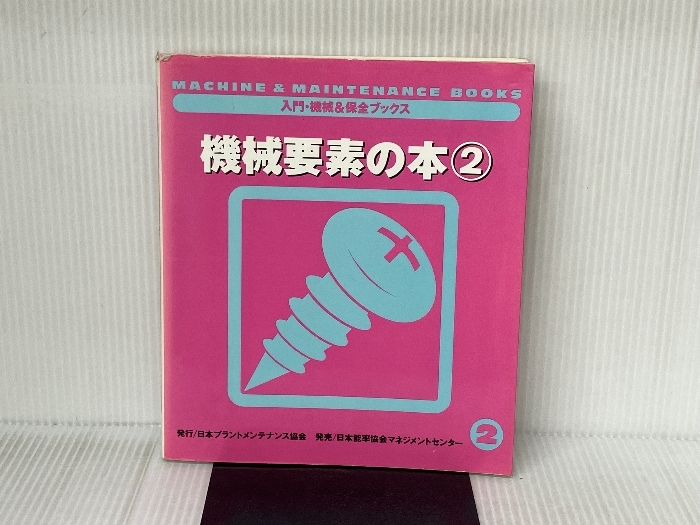 MACHINE & MAINTENANCE BOOKS
入門・機械&保全ブックス
機械要素の本②
発行/日本プラントメンテナンス協会 発売/日本能率協会マネジメントセンター
2